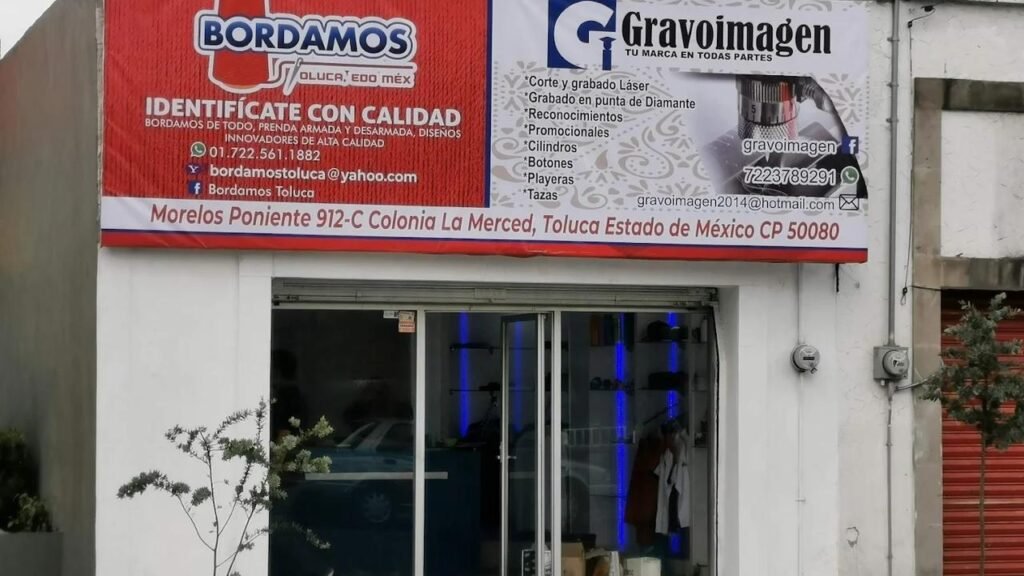 BORDAMOS
TOLUCA, EDO MÉX
IDENTIFÍCATE CON CALIDAD
BORDAMOS DE TODO, PRENDA ARMADA Y DESARMADA, DISEÑOS
INNOVADORES DE ALTA CALIDAD
01.722.561.1882
bordamostoluca@yahoo.com
Bordamos Toluca
G Gravoimagen
TU MARCA EN TODAS PARTES
*Corte y grabado Láser
*Grabado en punta de Diamante
*Reconocimientos
*Promocionales
*Cilindros
*Botones
*Playeras
*Tazas
gravoimagen
7223789291
gravoimagen2014@hotmail.com
Morelos Poniente 912-C Colonia La Merced, Toluca Estado de México CP 50080